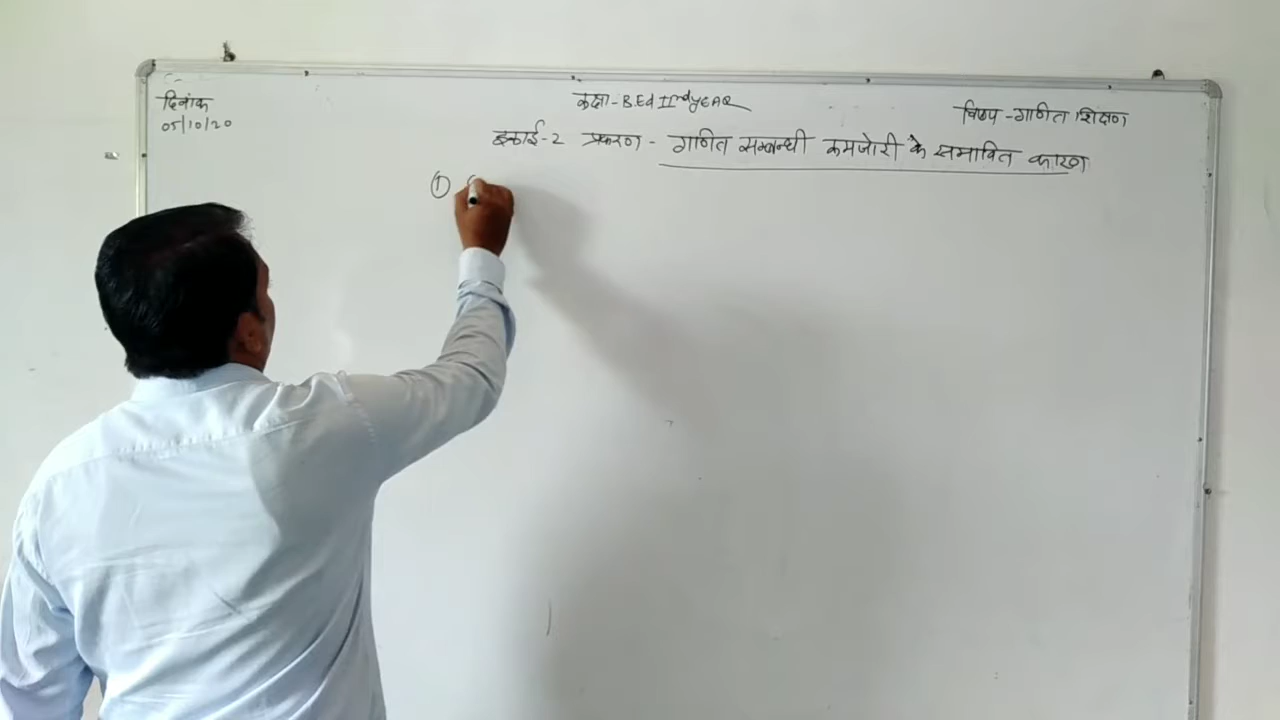 दिनांक
05/10/20
कक्षा-B.Ed IInd YEAR
विषय-गणित शिक्षण
इकाई-2 प्रकरण - गणित सम्बन्धी कमजोरी के सभावित कारण
①